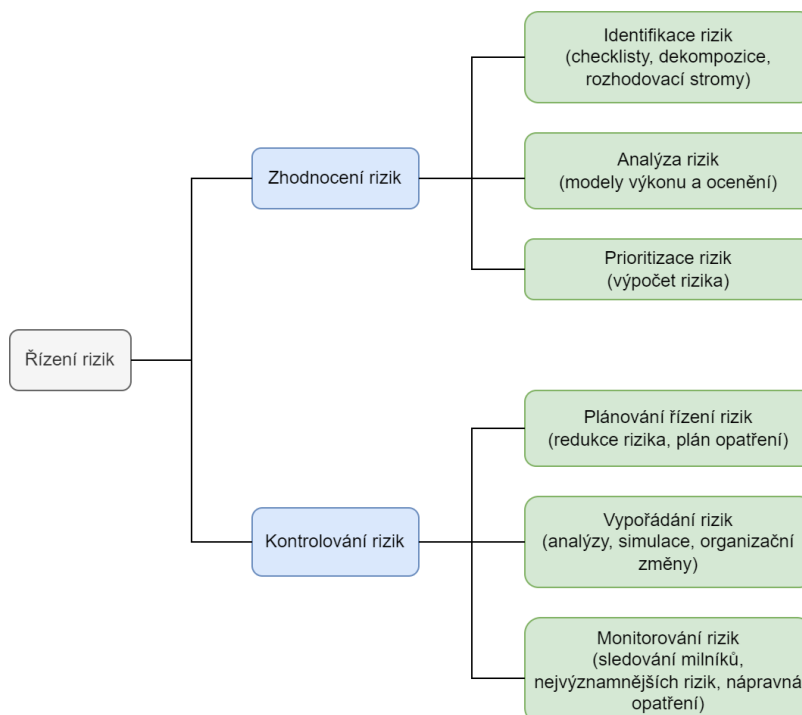 Identifikace rizik
(checklisty, dekompozice,
rozhodovací stromy)
Zhodnocení rizik
Analýza rizik
(modely výkonu a ocenění)
Prioritizace rizik
(výpočet rizika)
Řízení rizik
Plánování řízení rizik
(redukce rizika, plán opatření)
Kontrolování rizik
Vypořádání rizik
(analýzy, simulace, organizační
změny)
Monitorování rizik
(sledování milníků,
nejvýznamnějších rizik, nápravná
opatření)